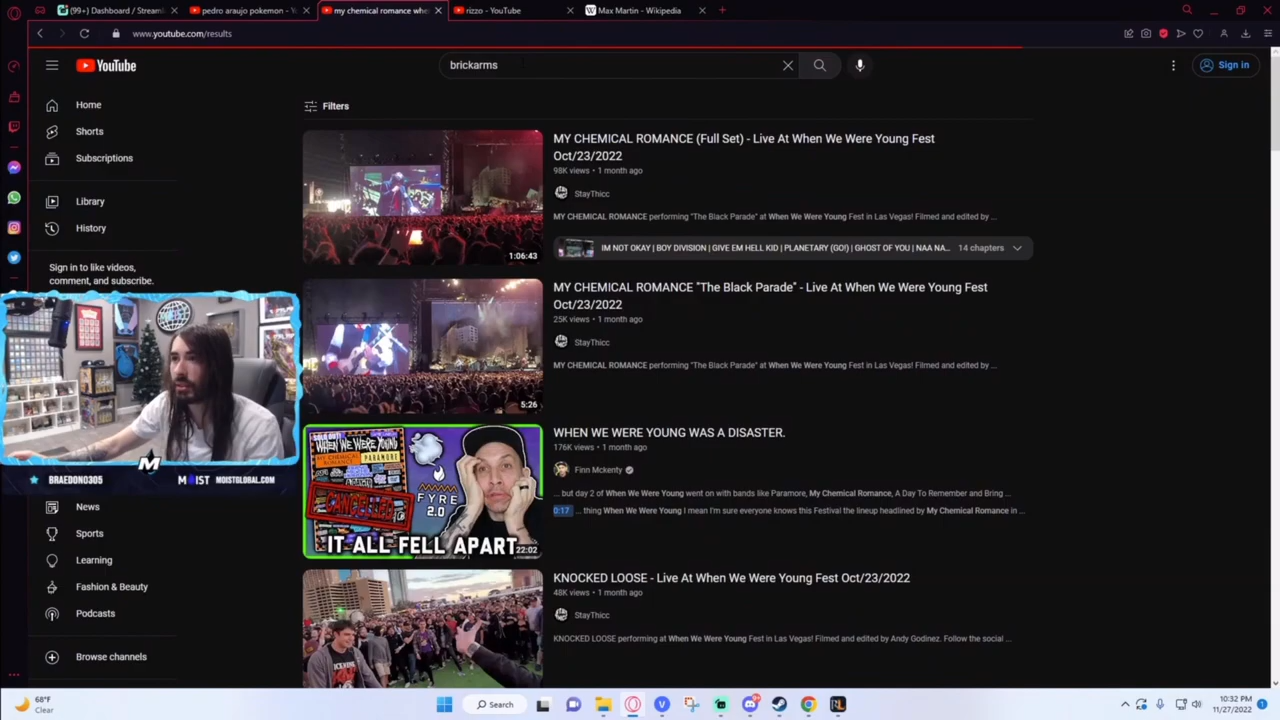 (99+) Dashboard / Streaml
pedro araujo pokemon - Y
my chemical romance whe
rizzo - YouTube
Max Martin - Wikipedia
www.youtube.com/results
YouTube
brickarms
Sign in
Home
Shorts
Subscriptions
Library
History
Sign in to like videos,
comment, and subscribe.
Filters
MY CHEMICAL ROMANCE (Full Set) - Live At When We Were Young Fest
Oct/23/2022
98K views • 1 month ago
StayThicc
MY CHEMICAL ROMANCE performing "The Black Parade" at When We Were Young Fest in Las Vegas! Filmed and edited by ...
IM NOT OKAY | BOY DIVISION | GIVE EM HELL KID | PLANETARY (GO!) | GHOST OF YOU | NAA NA...
14 chapters
1:06:43
MY CHEMICAL ROMANCE "The Black Parade" - Live At When We Were Young Fest
Oct/23/2022
25K views • 1 month ago
StayThicc
MY CHEMICAL ROMANCE performing "The Black Parade" at When We Were Young Fest in Las Vegas! Filmed and edited by ...
5:26
WHEN WE WERE YOUNG WAS A DISASTER.
176K views • 1 month ago
Finn Mckenty
... but day 2 of When We Were Young went on with bands like Paramore, My Chemical Romance, A Day To Remember and Bring ...
0:17 ... thing When We Were Young I mean I'm sure everyone knows this Festival the lineup headlined by My Chemical Romance in ...
SOLD OUT!
WHEN WE WERE
YOUNG
MY CHEMICAL
ROMANCE
PARAMORE
CANCELLED
FYRE
2.0
IT ALL FELL APART
22:02
KNOCKED LOOSE - Live At When We Were Young Fest Oct/23/2022
48K views • 1 month ago
StayThicc
KNOCKED LOOSE performing at When We Were Young Fest in Las Vegas! Filmed and edited by Andy Godinez. Follow the social ...
BRAEDON0305
M
MOIST
MOISTGLOBAL.COM
News
Sports
Learning
Fashion & Beauty
Podcasts
Browse channels
68°F
Clear
Search
10:32 PM
11/27/2022